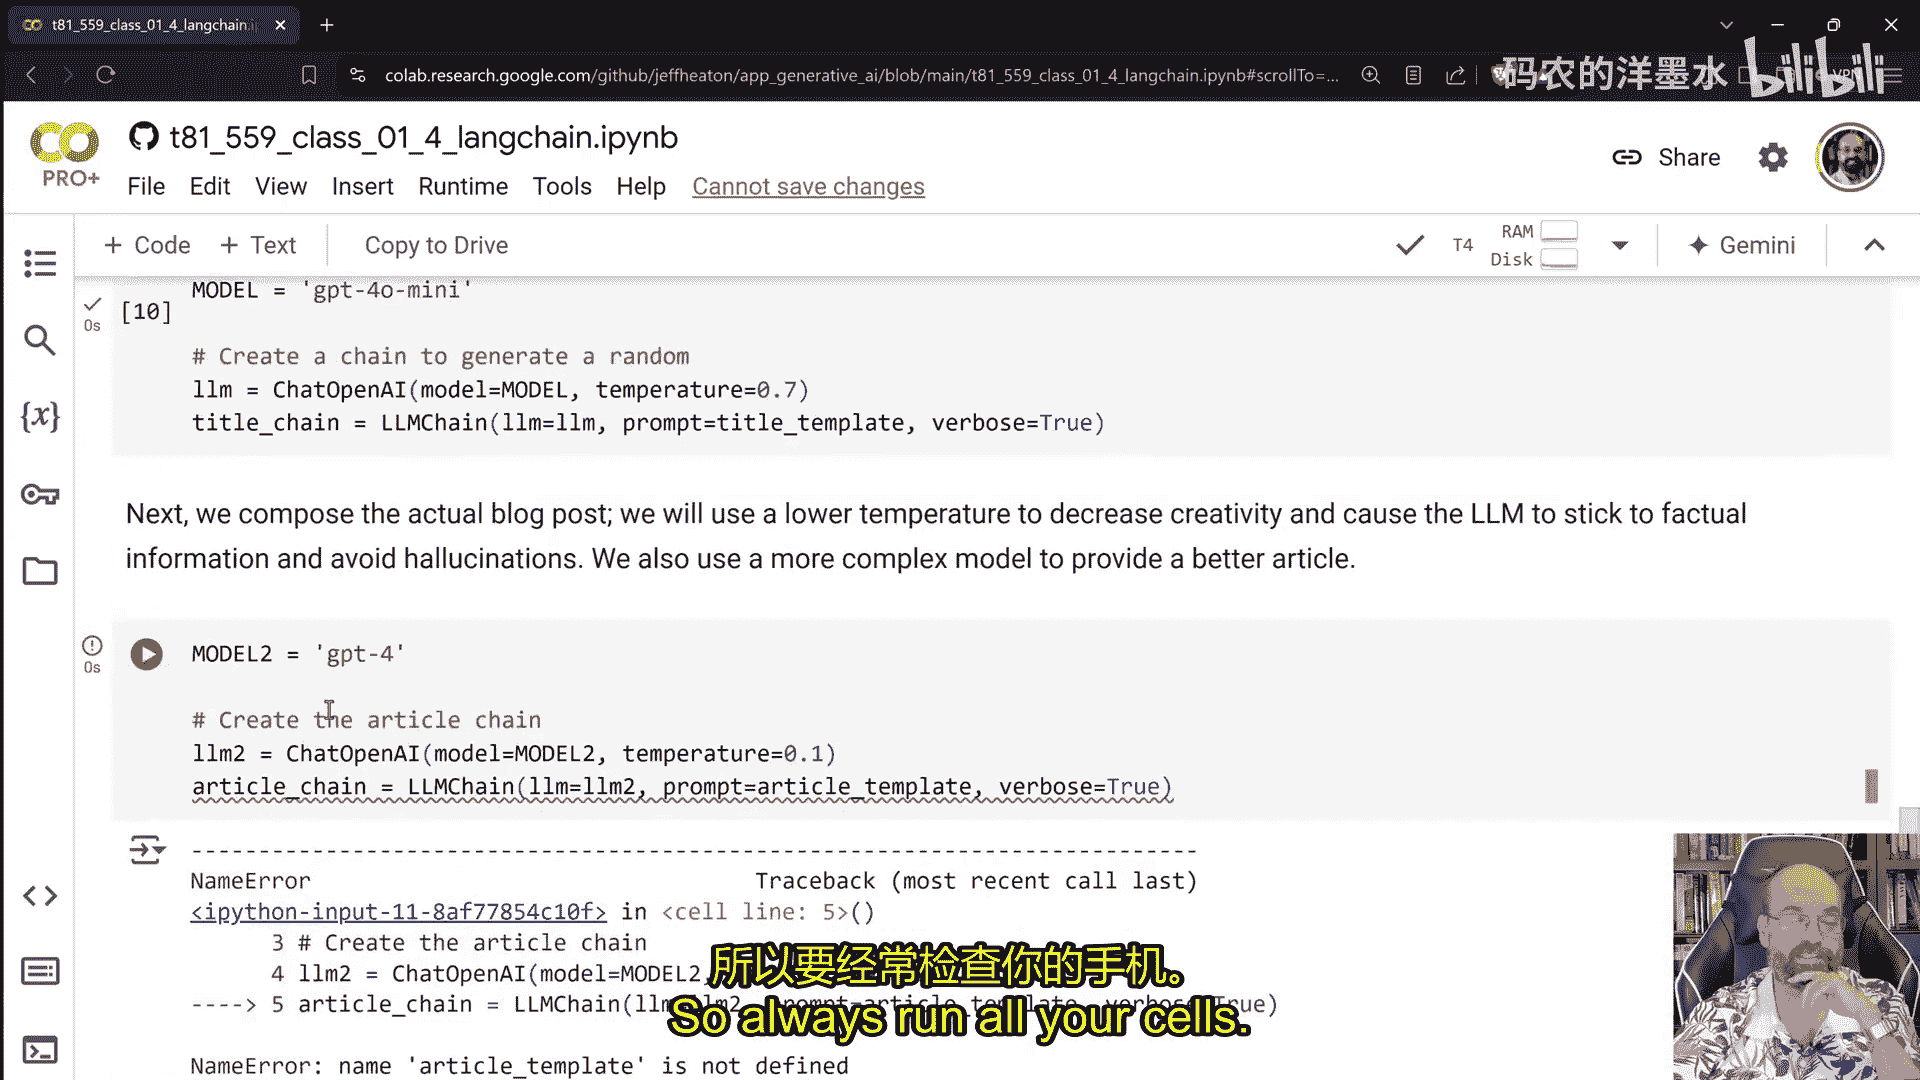 t81_559_class_01_4_langchain.i
colab.research.google.com/github/jeffheaton/app_generative_ai/blob/main/t81_559_class_01_4_langchain.ipynb#scrollTo=...
码农的洋墨水 bilibili
VPN
CO
PRO+
t81_559_class_01_4_langchain.ipynb
File Edit View Insert Runtime Tools Help Cannot save changes
Share
+ Code + Text Copy to Drive
T4 RAM
Disk
Gemini
[10]
0s
MODEL = 'gpt-4o-mini'
# Create a chain to generate a random
llm = ChatOpenAI(model=MODEL, temperature=0.7)
title_chain = LLMChain(llm=llm, prompt=title_template, verbose=True)
Next, we compose the actual blog post; we will use a lower temperature to decrease creativity and cause the LLM to stick to factual
information and avoid hallucinations. We also use a more complex model to provide a better article.
0s
MODEL2 = 'gpt-4'
# Create the article chain
llm2 = ChatOpenAI(model=MODEL2, temperature=0.1)
article_chain = LLMChain(llm=llm2, prompt=article_template, verbose=True)
---------------------------------------------------------------------------
NameError Traceback (most recent call last)
<ipython-input-11-8af77854c10f> in <cell line: 5>()
3 # Create the article chain
4 llm2 = ChatOpenAI(model=MODEL2,
----> 5 article_chain = LLMChain(llm=llm2, prompt=article_template, verbose=True)
NameError: name 'article_template' is not defined
所以要经常检查你的手机。
So always run all your cells.